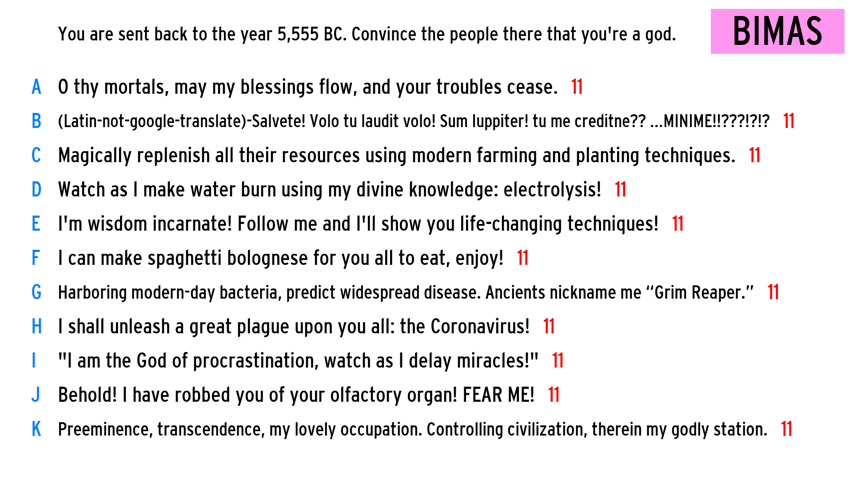 You are sent back to the year 5,555 BC. Convince the people there that you're a god.
BIMAS
A O thy mortals, may my blessings flow, and your troubles cease. 11
B (Latin-not-google-translate)-Salvete! Volo tu laudit volo! Sum Iuppiter! tu me creditne?? ...MINIME!!???!?!? 11
C Magically replenish all their resources using modern farming and planting techniques. 11
D Watch as I make water burn using my divine knowledge: electrolysis! 11
E I'm wisdom incarnate! Follow me and I'll show you life-changing techniques! 11
F I can make spaghetti bolognese for you all to eat, enjoy! 11
G Harboring modern-day bacteria, predict widespread disease. Ancients nickname me “Grim Reaper.” 11
H I shall unleash a great plague upon you all: the Coronavirus! 11
I "I am the God of procrastination, watch as I delay miracles!" 11
J Behold! I have robbed you of your olfactory organ! FEAR ME! 11
K Preeminence, transcendence, my lovely occupation. Controlling civilization, therein my godly station. 11